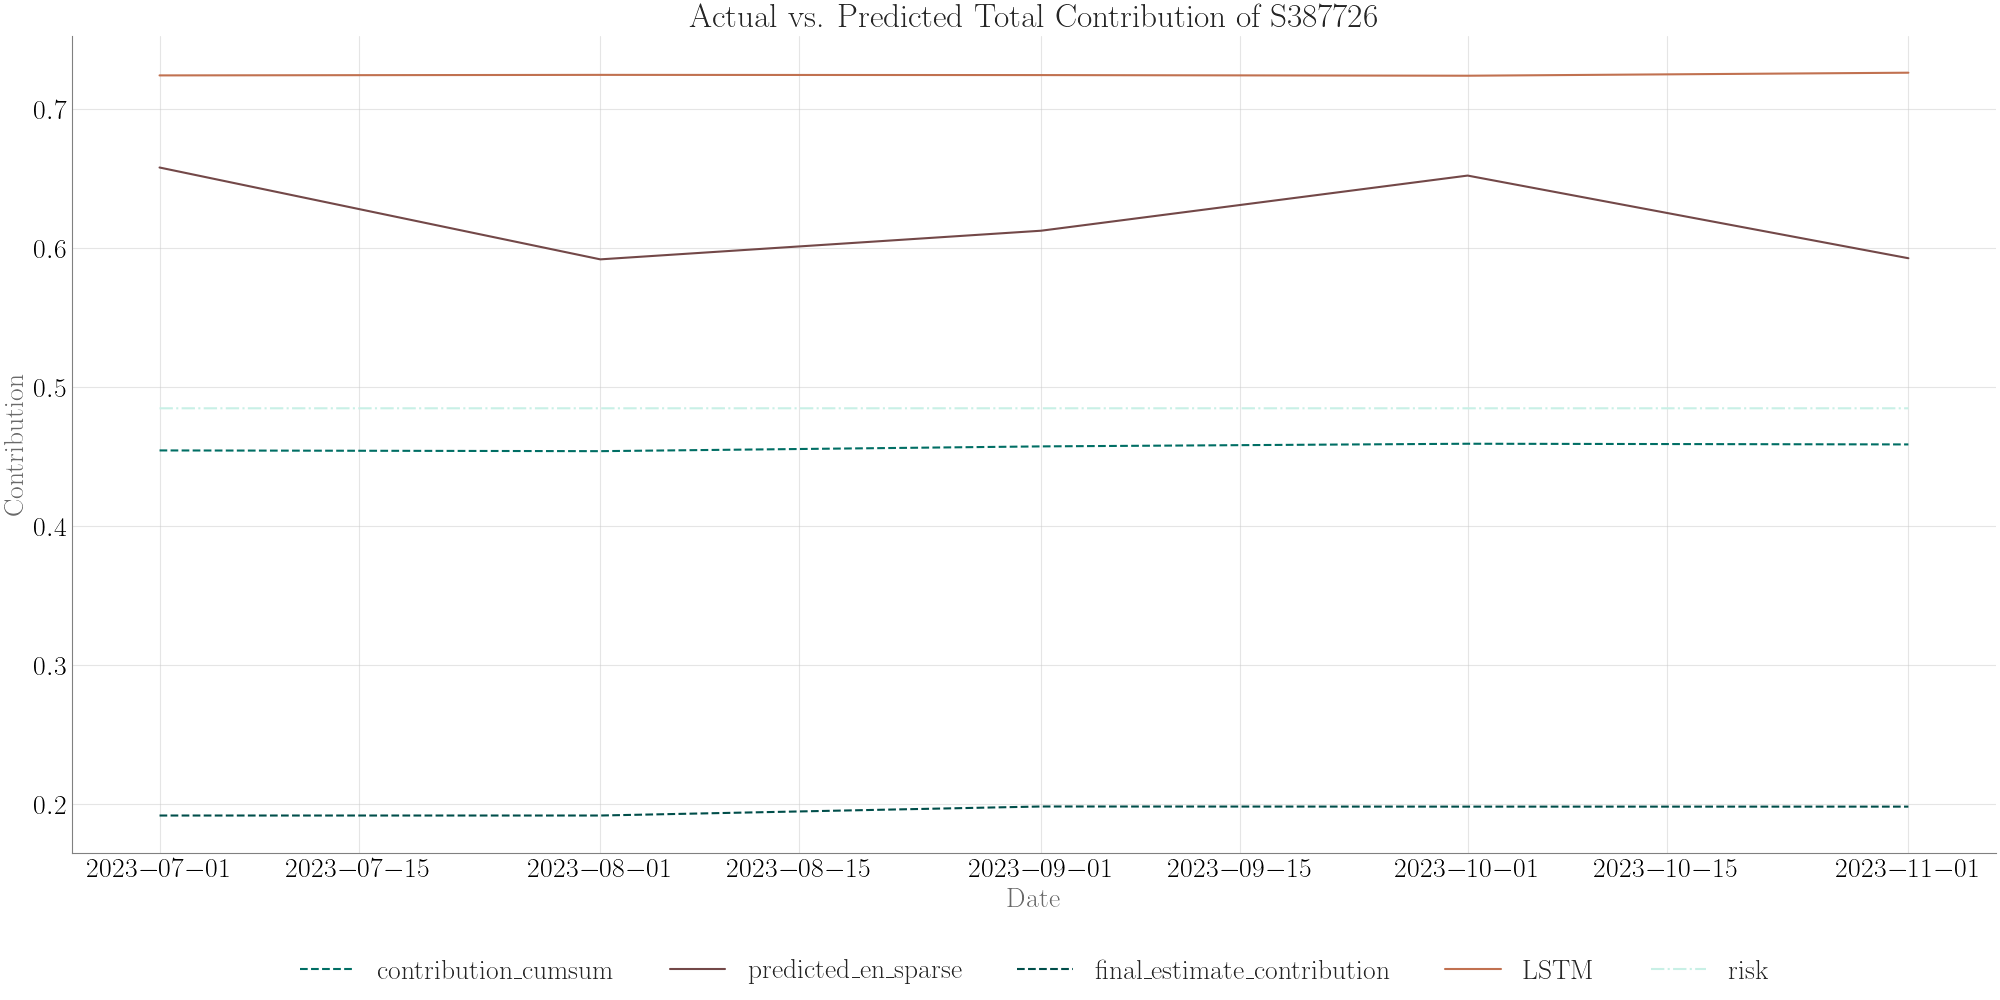 Actual vs. Predicted Total Contribution of S387726
Contribution
0.7
0.6
0.5
0.4
0.3
0.2
2023−07−01 2023−07−15 2023−08−01 2023−08−15 2023−09−01 2023−09−15 2023−10−01 2023−10−15 2023−11−01
Date
contribution_cumsum predicted_en_sparse final_estimate_contribution LSTM risk